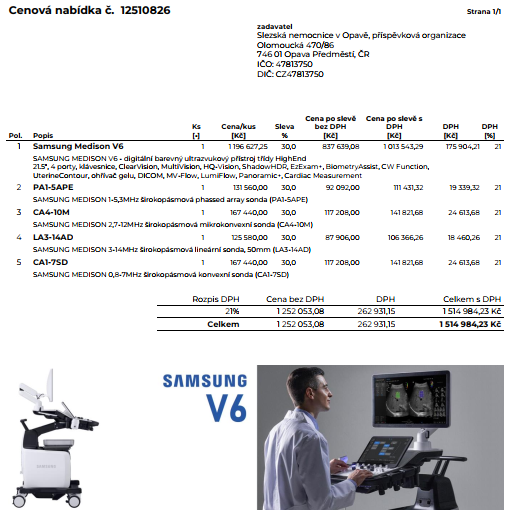 Cenová nabídka č. 12510826
Strana 1/1
zadavatel
Slezská nemocnice v Opavě, příspěvková organizace
Olomoucká 470/86
746 01 Opava Předměstí, ČR
IČO: 47813750
DIČ: CZ47813750
Pol. Popis Ks [-] Cena/kus [Kč] Sleva % Cena po slevě bez DPH [Kč] Cena po slevě s DPH [Kč] DPH [Kč] DPH [%]
1 Samsung Medison V6 1 1 196 627,25 30,0 837 639,08 1 013 543,29 175 904,21 21
SAMSUNG MEDISON V6 - digitální barevný ultrazvukový přístroj třídy HighEnd
21,5", 4 porty, klávesnice, ClearVision, MultiVision, HQ-Vision, ShadowHDR, EzExam+, BiometryAssist, CW Function,
UterineContour, ohřívač gelu, DICOM, MV-Flow, LumiFlow, Panoramic+, Cardiac Measurement
2 PA1-5APE 1 131 560,00 30,0 92 092,00 111 431,32 19 339,32 21
SAMSUNG MEDISON 1-5,3MHz širokopásmová phassed array sonda (PA1-5APE)
3 CA4-10M 1 167 440,00 30,0 117 208,00 141 821,68 24 613,68 21
SAMSUNG MEDISON 2,7-12MHz širokopásmová mikrokonvexní sonda (CA4-10M)
4 LA3-14AD 1 125 580,00 30,0 87 906,00 106 366,26 18 460,26 21
SAMSUNG MEDISON 3-14MHz širokopásmová lineární sonda, 50mm (LA3-14AD)
5 CA1-7SD 1 167 440,00 30,0 117 208,00 141 821,68 24 613,68 21
SAMSUNG MEDISON 0,8-7MHz širokopásmová konvexní sonda (CA1-7SD)
Rozpis DPH Cena bez DPH DPH Celkem s DPH
21% 1 252 053,08 262 931,15 1 514 984,23 Kč
Celkem 1 252 053,08 262 931,15 1 514 984,23 Kč
SAMSUNG
V6
SAMSUNG